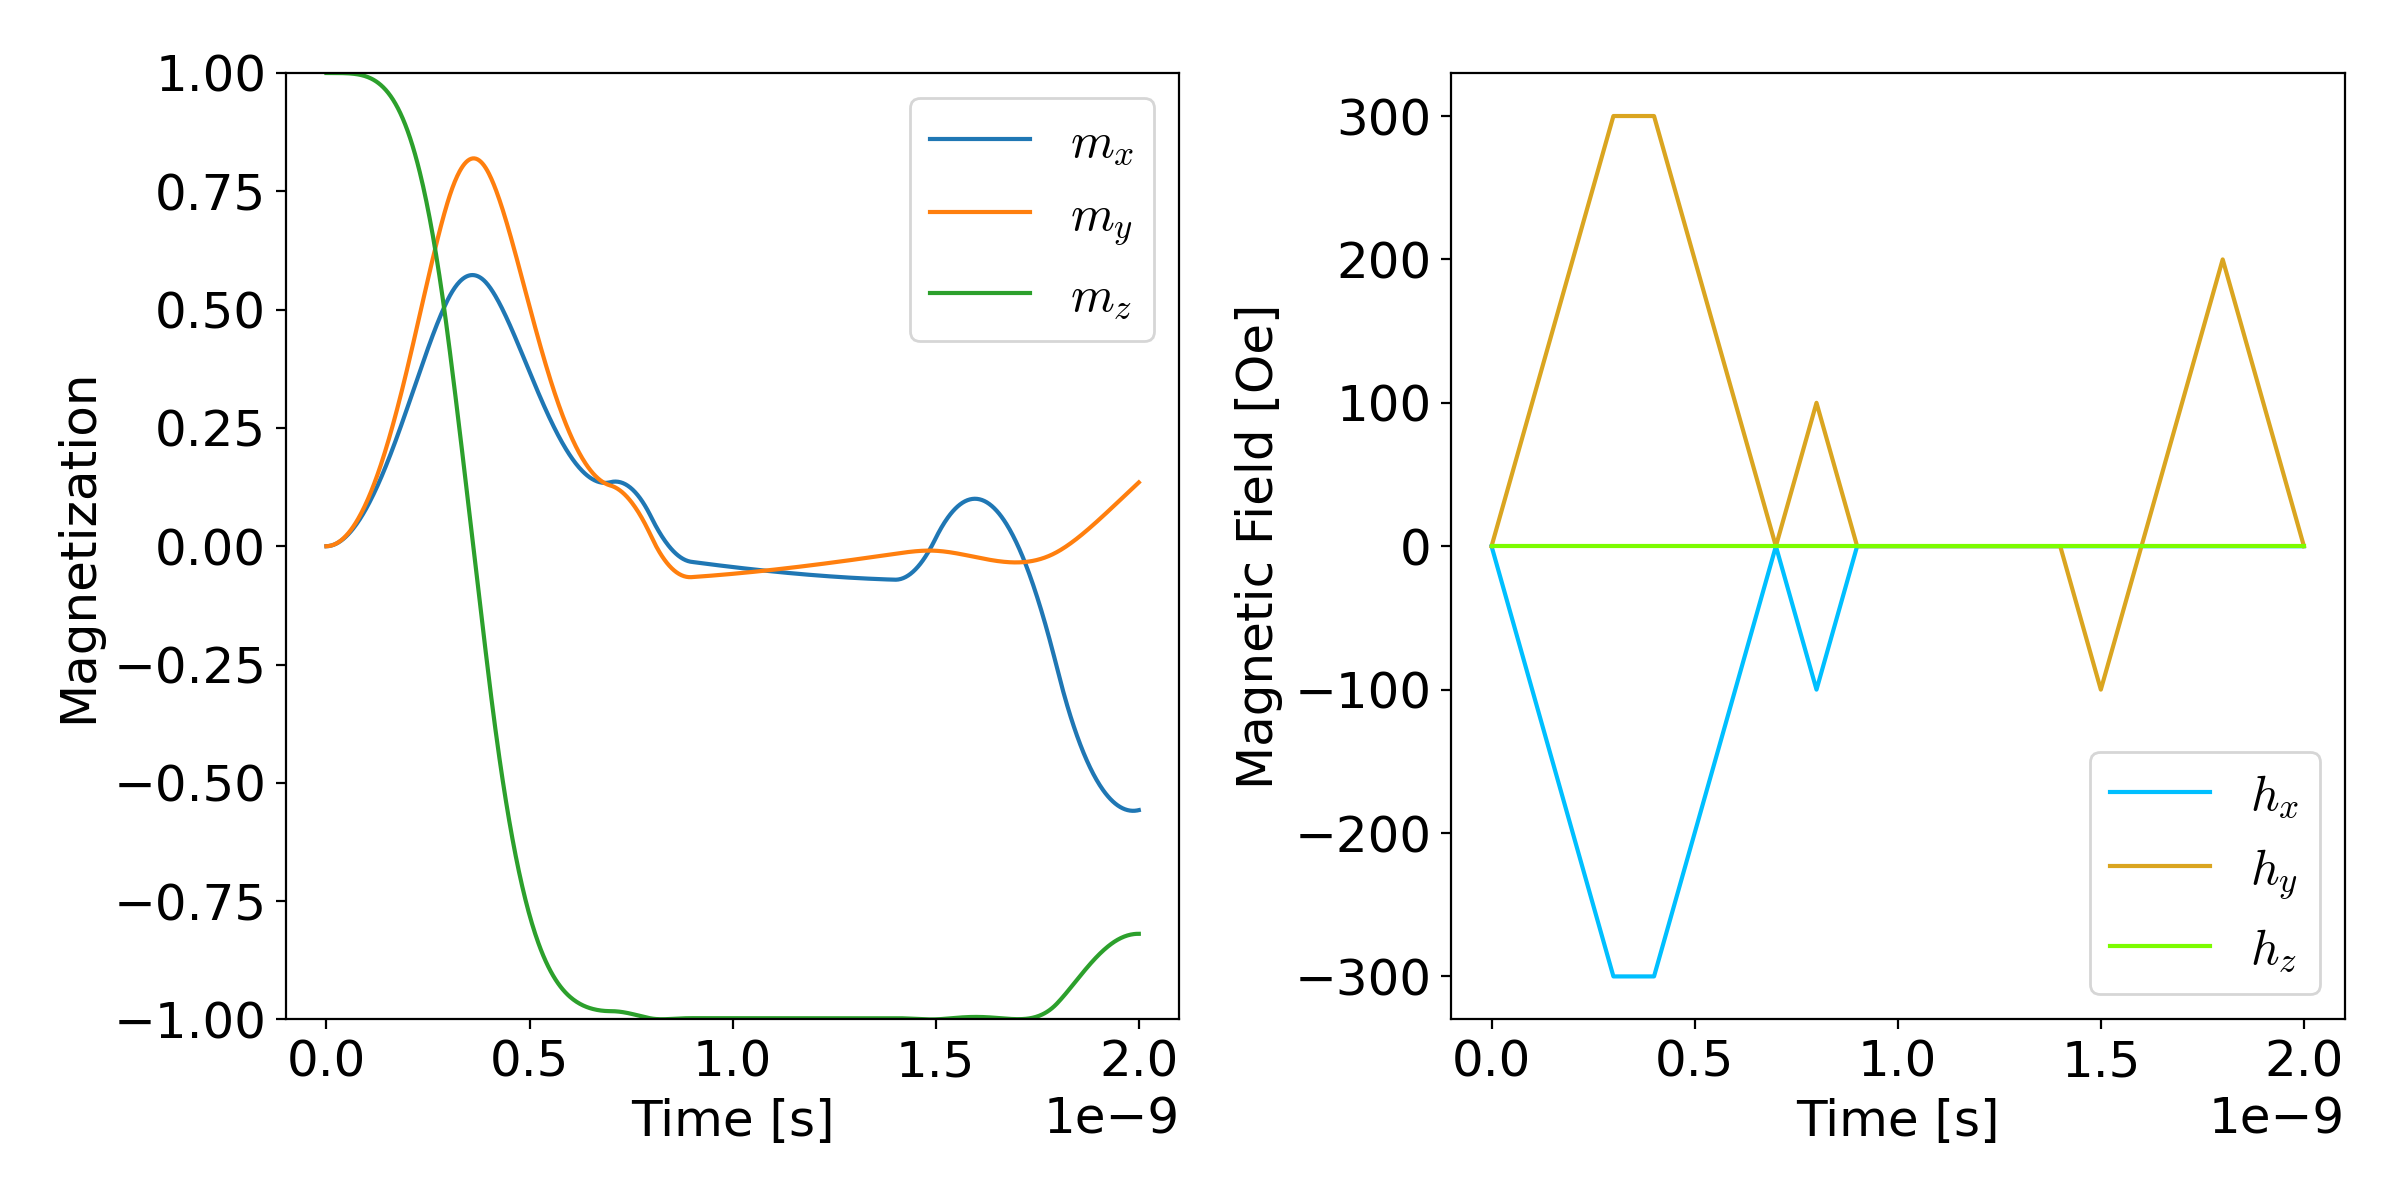 Magnetization
1.00
0.75
0.50
0.25
0.00
−0.25
−0.50
−0.75
−1.00
0.0 0.5 1.0 1.5 2.0
Time [s]
1e−9
m_x
m_y
m_z
Magnetic Field [Oe]
300
200
100
0
−100
−200
−300
0.0 0.5 1.0 1.5 2.0
Time [s]
1e−9
h_x
h_y
h_z